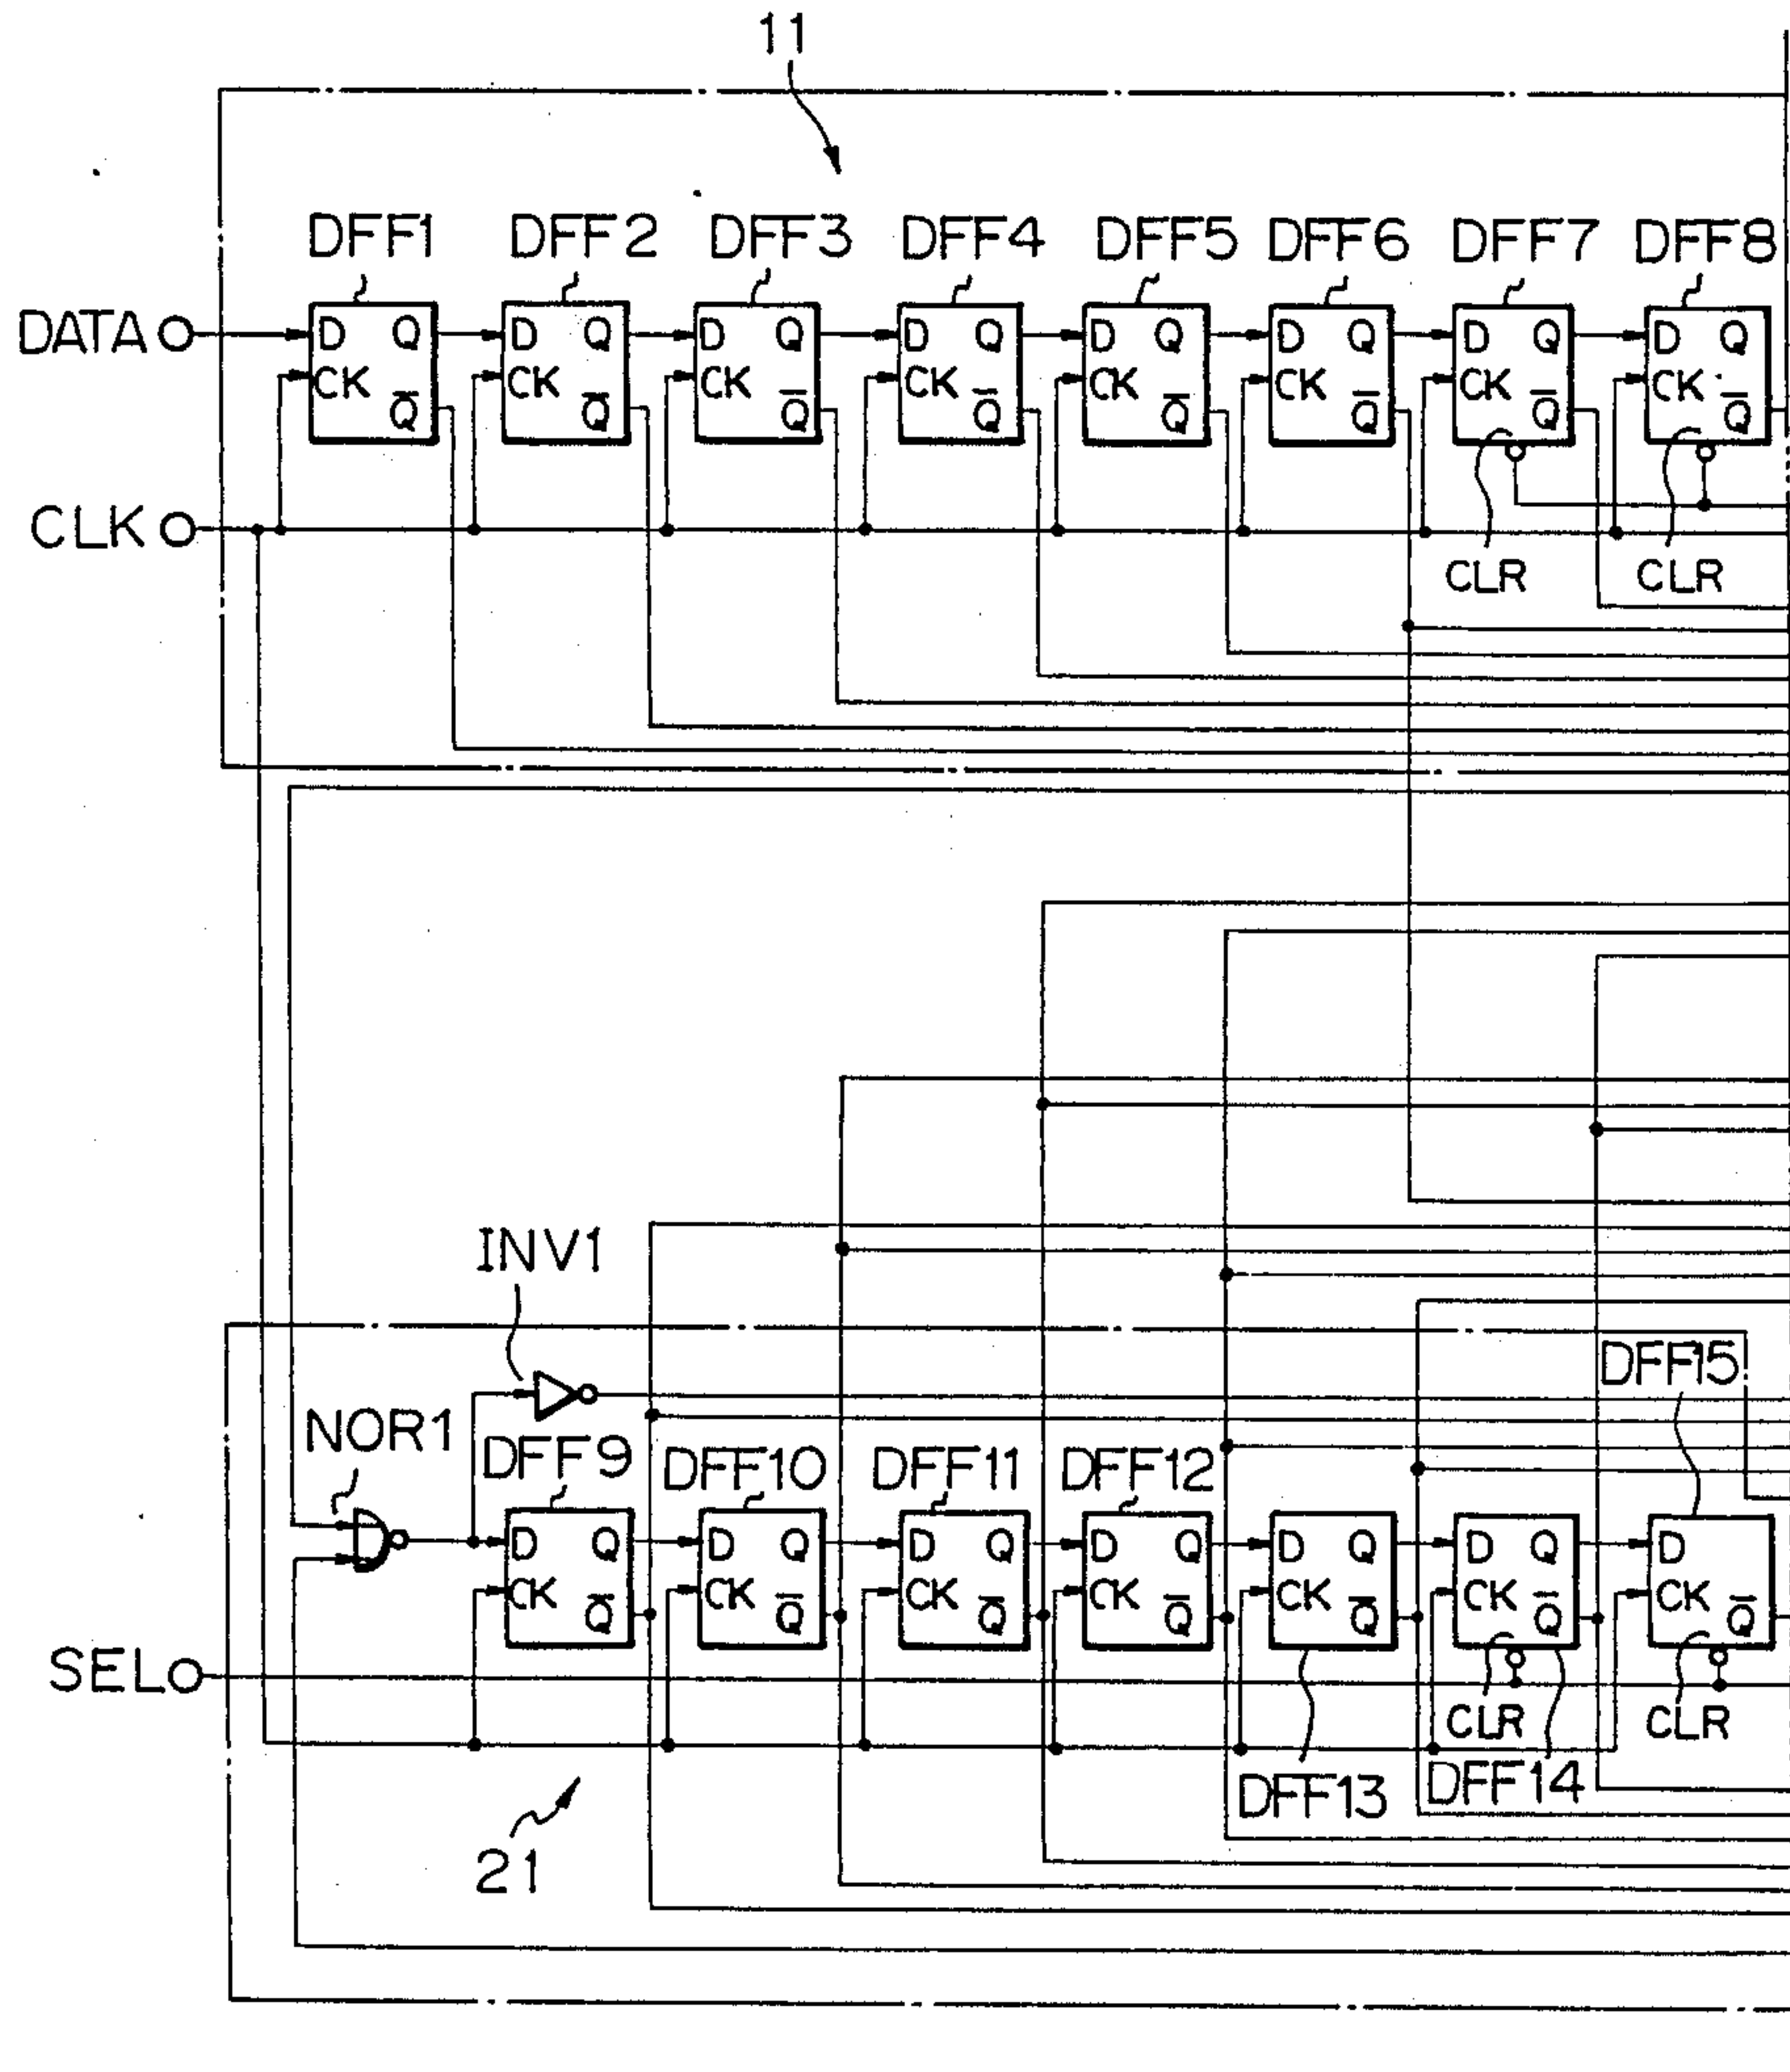 11
DFF1 DFF2 DFF3 DFF4 DFF5 DFF6 DFF7 DFF8
DATA D Q D Q D Q D Q D Q D Q D Q D Q
CK CK CK CK CK CK CK CK
Q̅ Q̅ Q̅ Q̅ Q̅ Q̅ Q̅ Q̅
CLK
CLR CLR
INV1
DFF15
NOR1
DFF9 DFF10 DFF11 DFF12
D Q D Q D Q D Q D Q D Q D
CK CK CK CK CK CK CK
Q̅ Q̅ Q̅ Q̅ Q̅ Q̅ Q̅
SEL
CLR CLR
DFF13 DFF14
21